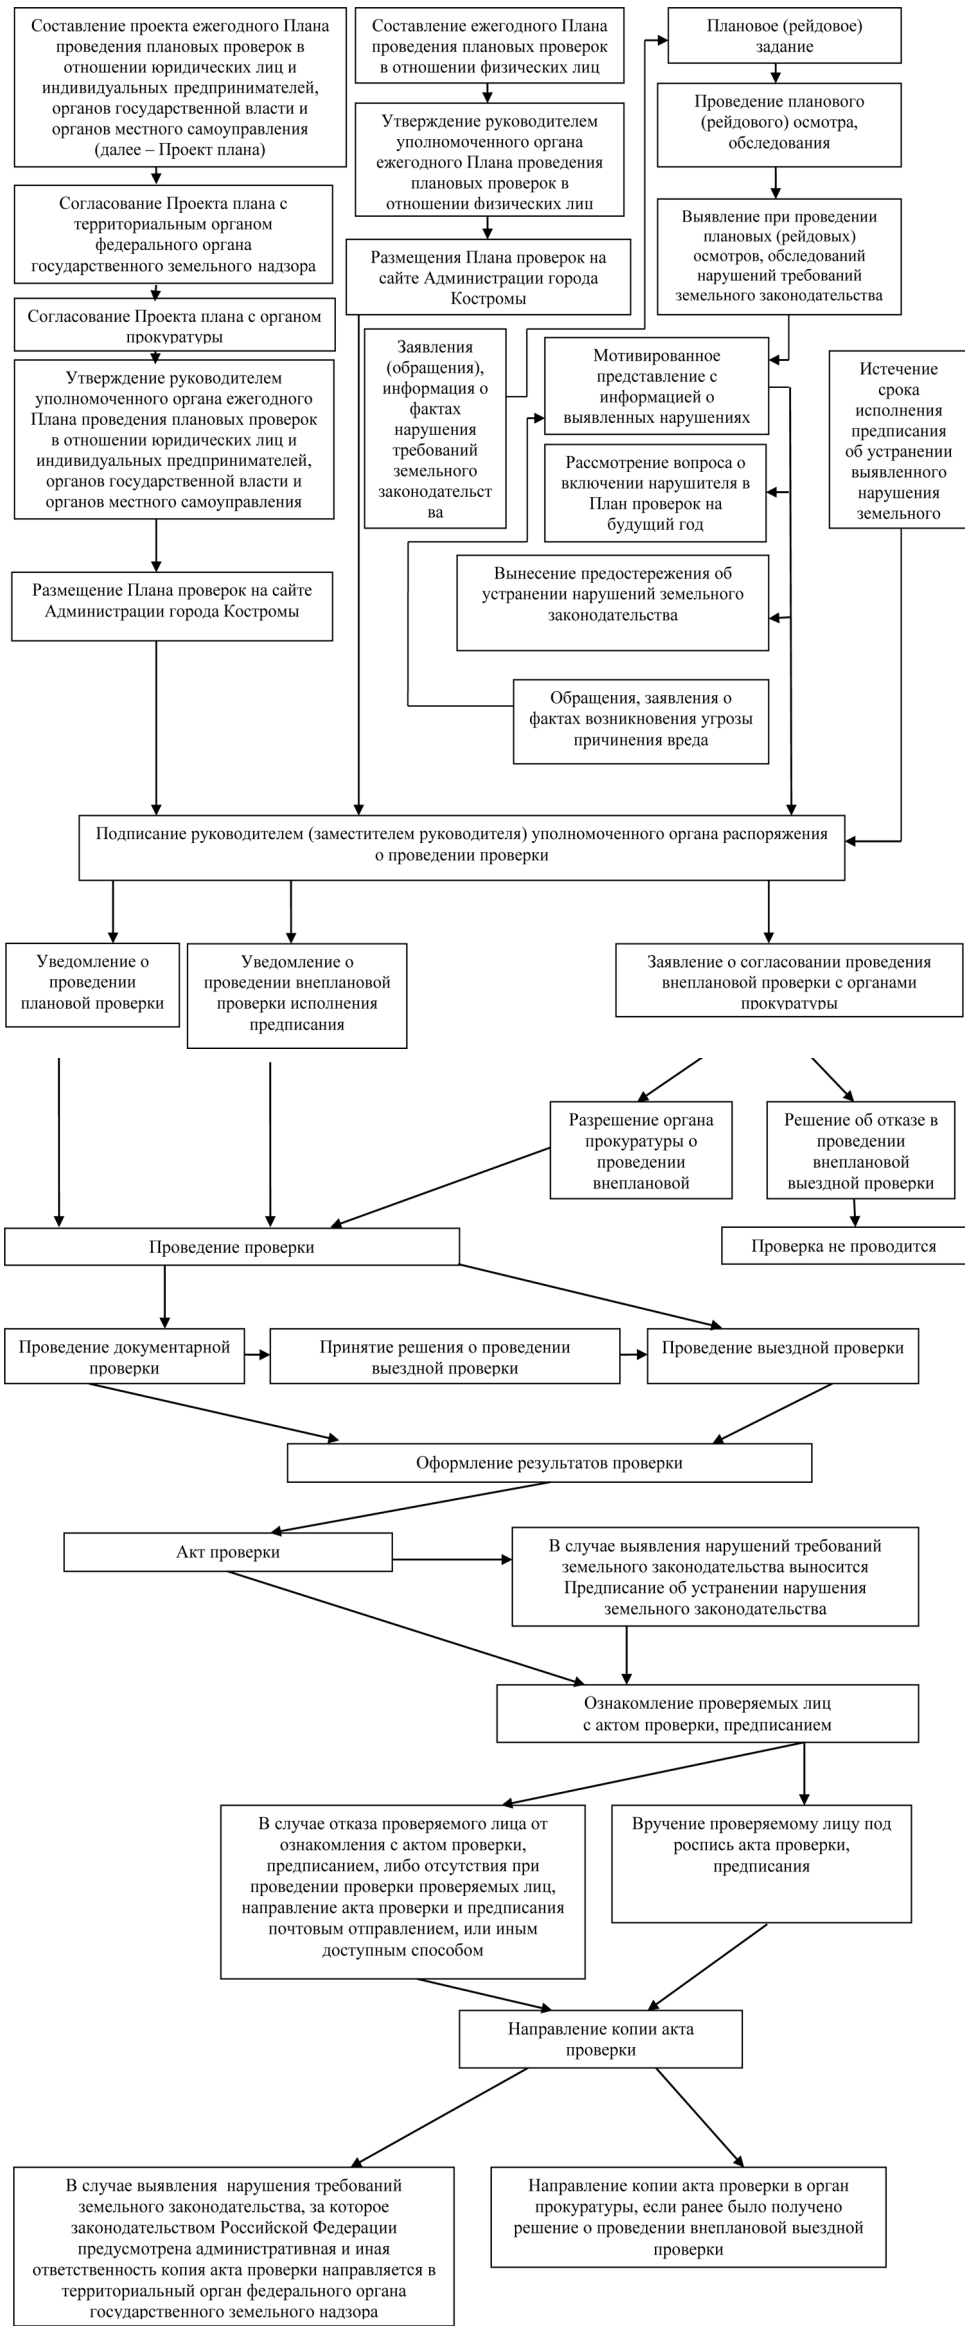 Составление проекта ежегодного Плана
проведения плановых проверок в
отношении юридических лиц и
индивидуальных предпринимателей,
органов государственной власти и
органов местного самоуправления
(далее – Проект плана)
Составление ежегодного Плана
проведения плановых проверок
в отношении физических лиц
Плановое (рейдовое)
задание
Проведение планового
(рейдового) осмотра,
обследования
Утверждение руководителем
уполномоченного органа
ежегодного Плана проведения
плановых проверок в
отношении физических лиц
Согласование Проекта плана с
территориальным органом
федерального органа
государственного земельного надзора
Выявление при проведении
плановых (рейдовых)
осмотров, обследований
нарушений требований
земельного законодательства
Размещения Плана проверок на
сайте Администрации города
Костромы
Согласование Проекта плана с органом
прокуратуры
Заявления
(обращения),
информация о
фактах
нарушения
требований
земельного
законодательст
ва
Мотивированное
представление с
информацией о
выявленных нарушениях
Истечение
срока
исполнения
предписания
об устранении
выявленного
нарушения
земельного
Утверждение руководителем
уполномоченного органа ежегодного
Плана проведения плановых проверок
в отношении юридических лиц и
индивидуальных предпринимателей,
органов государственной власти и
органов местного самоуправления
Рассмотрение вопроса о
включении нарушителя в
План проверок на
будущий год
Вынесение предостережения об
устранении нарушений земельного
законодательства
Размещение Плана проверок на сайте
Администрации города Костромы
Обращения, заявления о
фактах возникновения угрозы
причинения вреда
Подписание руководителем (заместителем руководителя) уполномоченного органа распоряжения
о проведении проверки
Уведомление о
проведении
плановой проверки
Уведомление о
проведении внеплановой
проверки исполнения
предписания
Заявление о согласовании проведения
внеплановой проверки с органами
прокуратуры
Разрешение органа
прокуратуры о
проведении
внеплановой
Решение об отказе в
проведении
внеплановой
выездной проверки
Проведение проверки
Проверка не проводится
Проведение документарной
проверки
Принятие решения о проведении
выездной проверки
Проведение выездной проверки
Оформление результатов проверки
Акт проверки
В случае выявления нарушений требований
земельного законодательства выносится
Предписание об устранении нарушения
земельного законодательства
Ознакомление проверяемых лиц
с актом проверки, предписанием
В случае отказа проверяемого лица от
ознакомления с актом проверки,
предписанием, либо отсутствия при
проведении проверки проверяемых лиц,
направление акта проверки и предписания
почтовым отправлением, или иным
доступным способом
Вручение проверяемому лицу под
роспись акта проверки,
предписания
Направление копии акта
проверки
В случае выявления нарушения требований
земельного законодательства, за которое
законодательством Российской Федерации
предусмотрена административная и иная
ответственность копия акта проверки направляется в
территориальный орган федерального органа
государственного земельного надзора
Направление копии акта проверки в орган
прокуратуры, если ранее было получено
решение о проведении внеплановой выездной
проверки